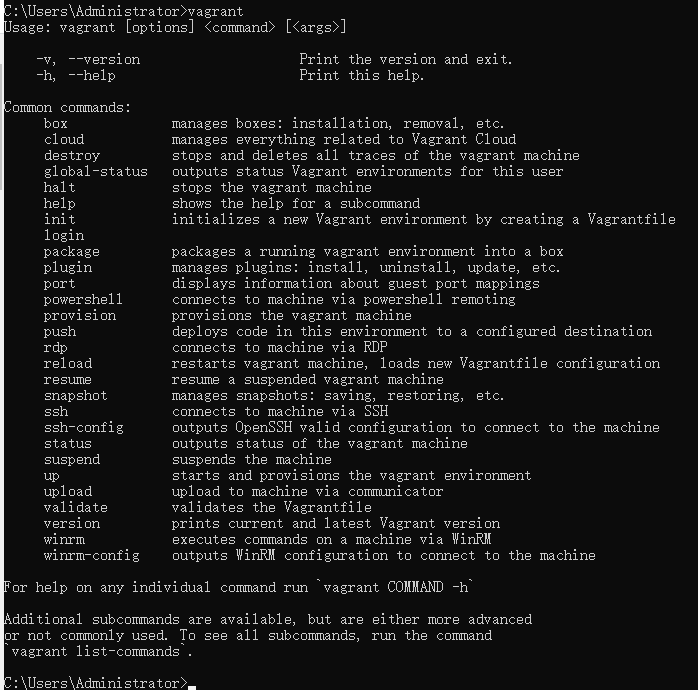 C:\Users\Administrator>vagrant
Usage: vagrant [options] <command> [<args>]
    -v, --version                    Print the version and exit.
    -h, --help                       Print this help.
Common commands:
     box             manages boxes: installation, removal, etc.
     cloud           manages everything related to Vagrant Cloud
     destroy         stops and deletes all traces of the vagrant machine
     global-status   outputs status Vagrant environments for this user
     halt            stops the vagrant machine
     help            shows the help for a subcommand
     init            initializes a new Vagrant environment by creating a Vagrantfile
     login
     package         packages a running vagrant environment into a box
     plugin          manages plugins: install, uninstall, update, etc.
     port            displays information about guest port mappings
     powershell      connects to machine via powershell remoting
     provision       provisions the vagrant machine
     push            deploys code in this environment to a configured destination
     rdp             connects to machine via RDP
     reload          restarts vagrant machine, loads new Vagrantfile configuration
     resume          resume a suspended vagrant machine
     snapshot        manages snapshots: saving, restoring, etc.
     ssh             connects to machine via SSH
     ssh-config      outputs OpenSSH valid configuration to connect to the machine
     status          outputs status of the vagrant machine
     suspend         suspends the machine
     up              starts and provisions the vagrant environment
     upload          upload to machine via communicator
     validate        validates the Vagrantfile
     version         prints current and latest Vagrant version
     winrm           executes commands on a machine via WinRM
     winrm-config    outputs WinRM configuration to connect to the machine
For help on any individual command run `vagrant COMMAND -h`
Additional subcommands are available, but are either more advanced
or not commonly used. To see all subcommands, run the command
`vagrant list-commands`.
C:\Users\Administrator>